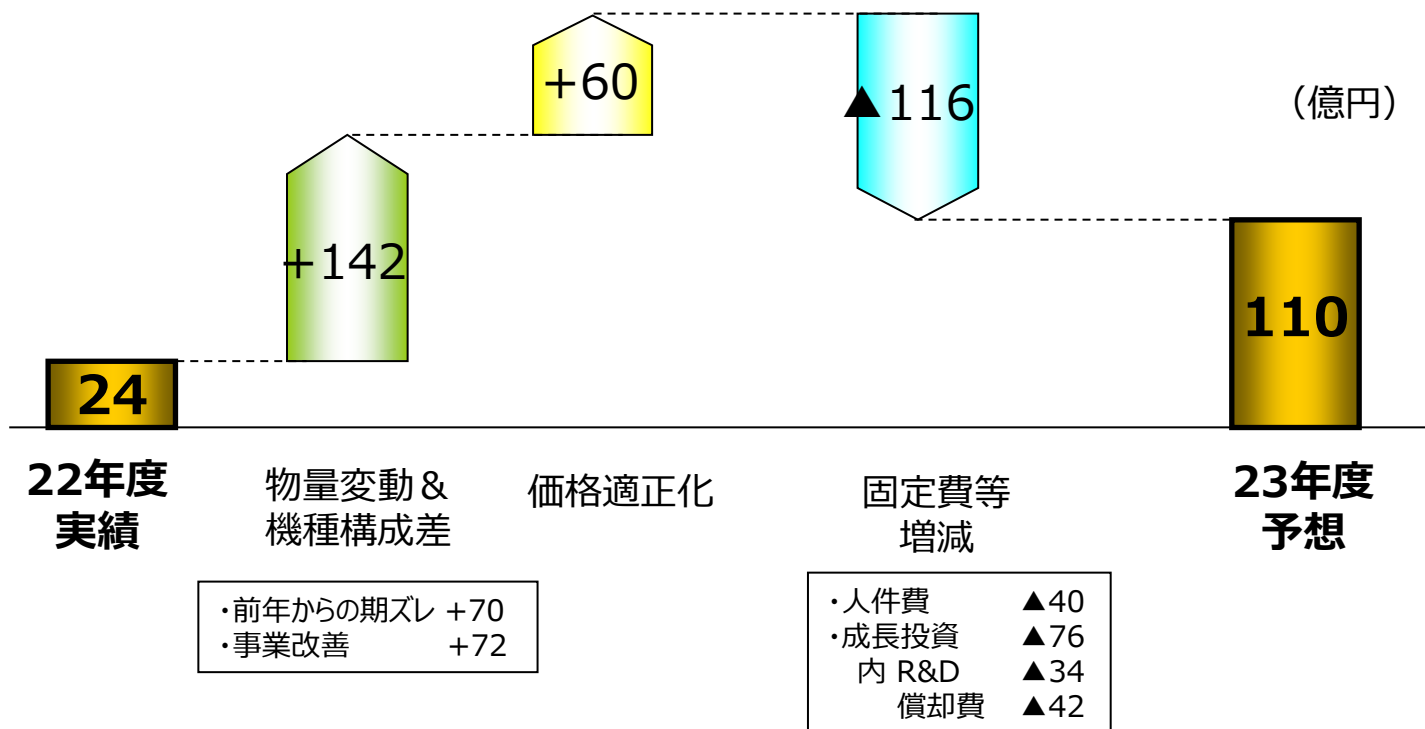 +60
▲116
（億円）
+142
24
110
22年度
実績
物量変動＆
機種構成差
価格適正化
固定費等
増減
23年度
予想
・前年からの期ズレ +70
・事業改善 +72
・人件費 ▲40
・成長投資 ▲76
内 R&D ▲34
償却費 ▲42